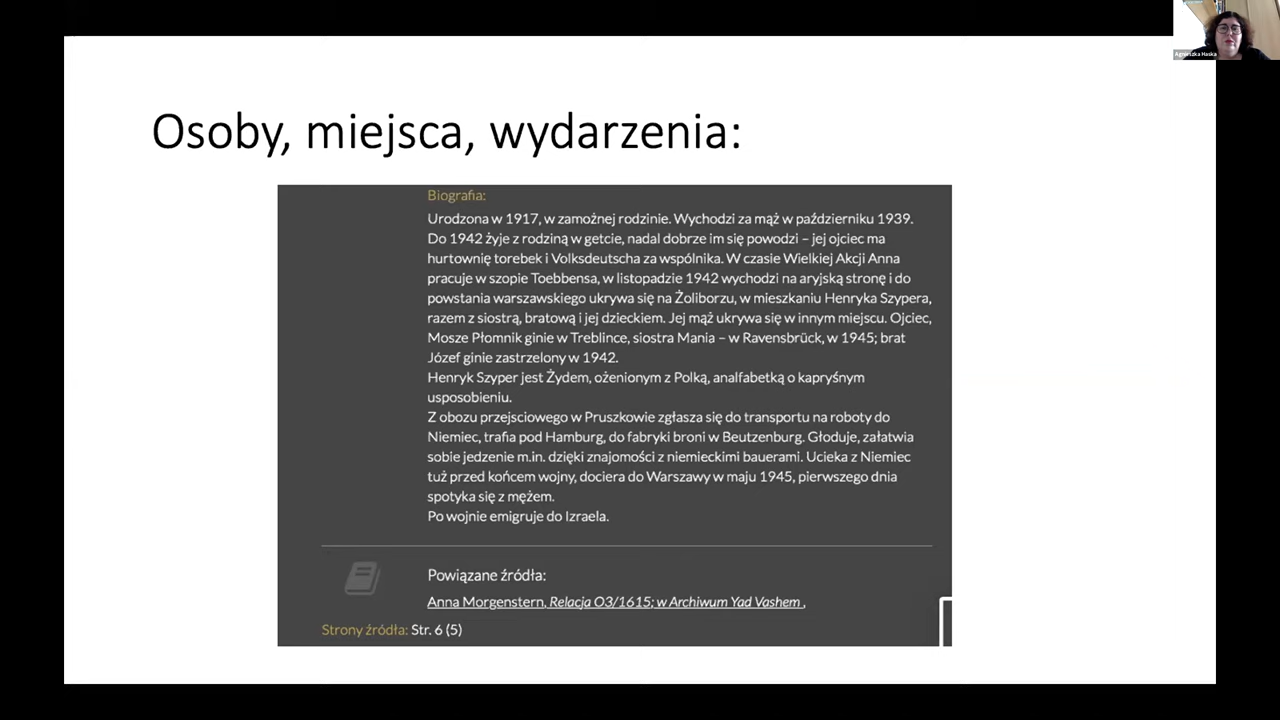 Agnieszka Haska
Osoby, miejsca, wydarzenia:
Biografia:
Urodzona w 1917, w zamożnej rodzinie. Wychodzi za mąż w październiku 1939.
Do 1942 żyje z rodziną w getcie, nadal dobrze im się powodzi – jej ojciec ma
hurtownię torebek i Volksdeutscha za wspólnika. W czasie Wielkiej Akcji Anna
pracuje w szopie Toebbensa, w listopadzie 1942 wychodzi na aryjską stronę i do
powstania warszawskiego ukrywa się na Żoliborzu, w mieszkaniu Henryka Szypera,
razem z siostrą, bratową i jej dzieckiem. Jej mąż ukrywa się w innym miejscu. Ojciec,
Mosze Płomnik ginie w Treblince, siostra Mania – w Ravensbrück, w 1945; brat
Józef ginie zastrzelony w 1942.
Henryk Szyper jest Żydem, ożenionym z Polką, analfabetką o kapryśnym
usposobieniu.
Z obozu przejsciowego w Pruszkowie zgłasza się do transportu na roboty do
Niemiec, trafia pod Hamburg, do fabryki broni w Beutzenburg. Głoduje, załatwia
sobie jedzenie m.in. dzięki znajomości z niemieckimi bauerami. Ucieka z Niemiec
tuż przed końcem wojny, dociera do Warszawy w maju 1945, pierwszego dnia
spotyka się z mężem.
Po wojnie emigruje do Izraela.
Powiązane źródła:
Anna Morgenstern, Relacja O3/1615; w Archiwum Yad Vashem ,
Strony źródła: Str. 6 (5)